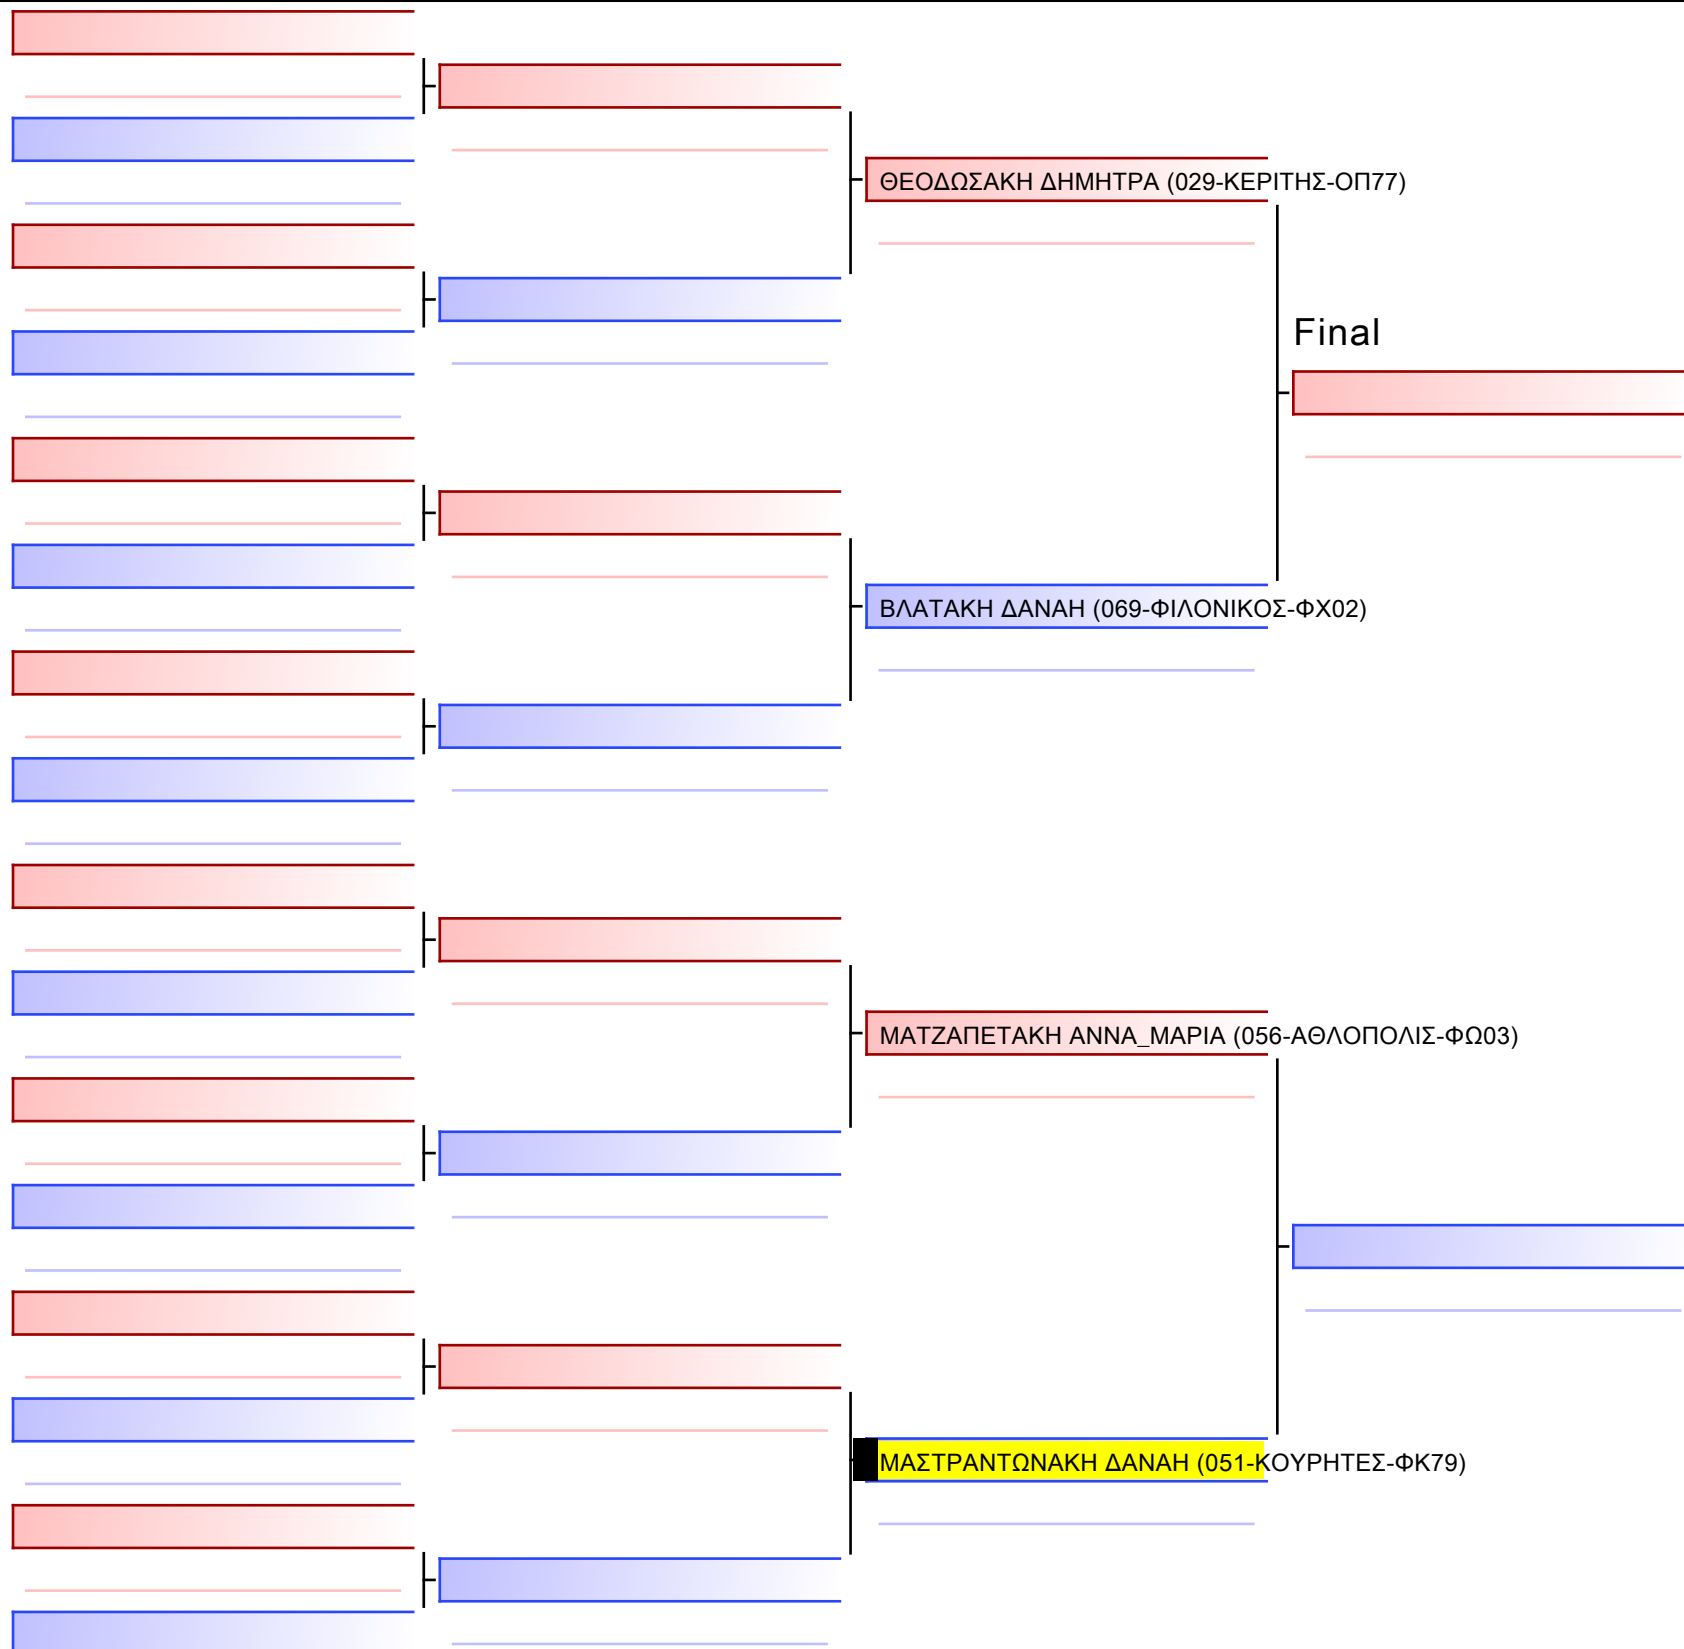 ΘΕΟΔΩΣΑΚΗ ΔΗΜΗΤΡΑ (029-ΚΕΡΙΤΗΣ-ΟΠ77)
Final
ΒΛΑΤΑΚΗ ΔΑΝΑΗ (069-ΦΙΛΟΝΙΚΟΣ-ΦΧ02)
ΜΑΤΖΑΠΕΤΑΚΗ ΑΝΝΑ_ΜΑΡΙΑ (056-ΑΘΛΟΠΟΛΙΣ-ΦΩ03)
ΜΑΣΤΡΑΝΤΩΝΑΚΗ ΔΑΝΑΗ (051-ΚΟΥΡΗΤΕΣ-ΦΚ79)